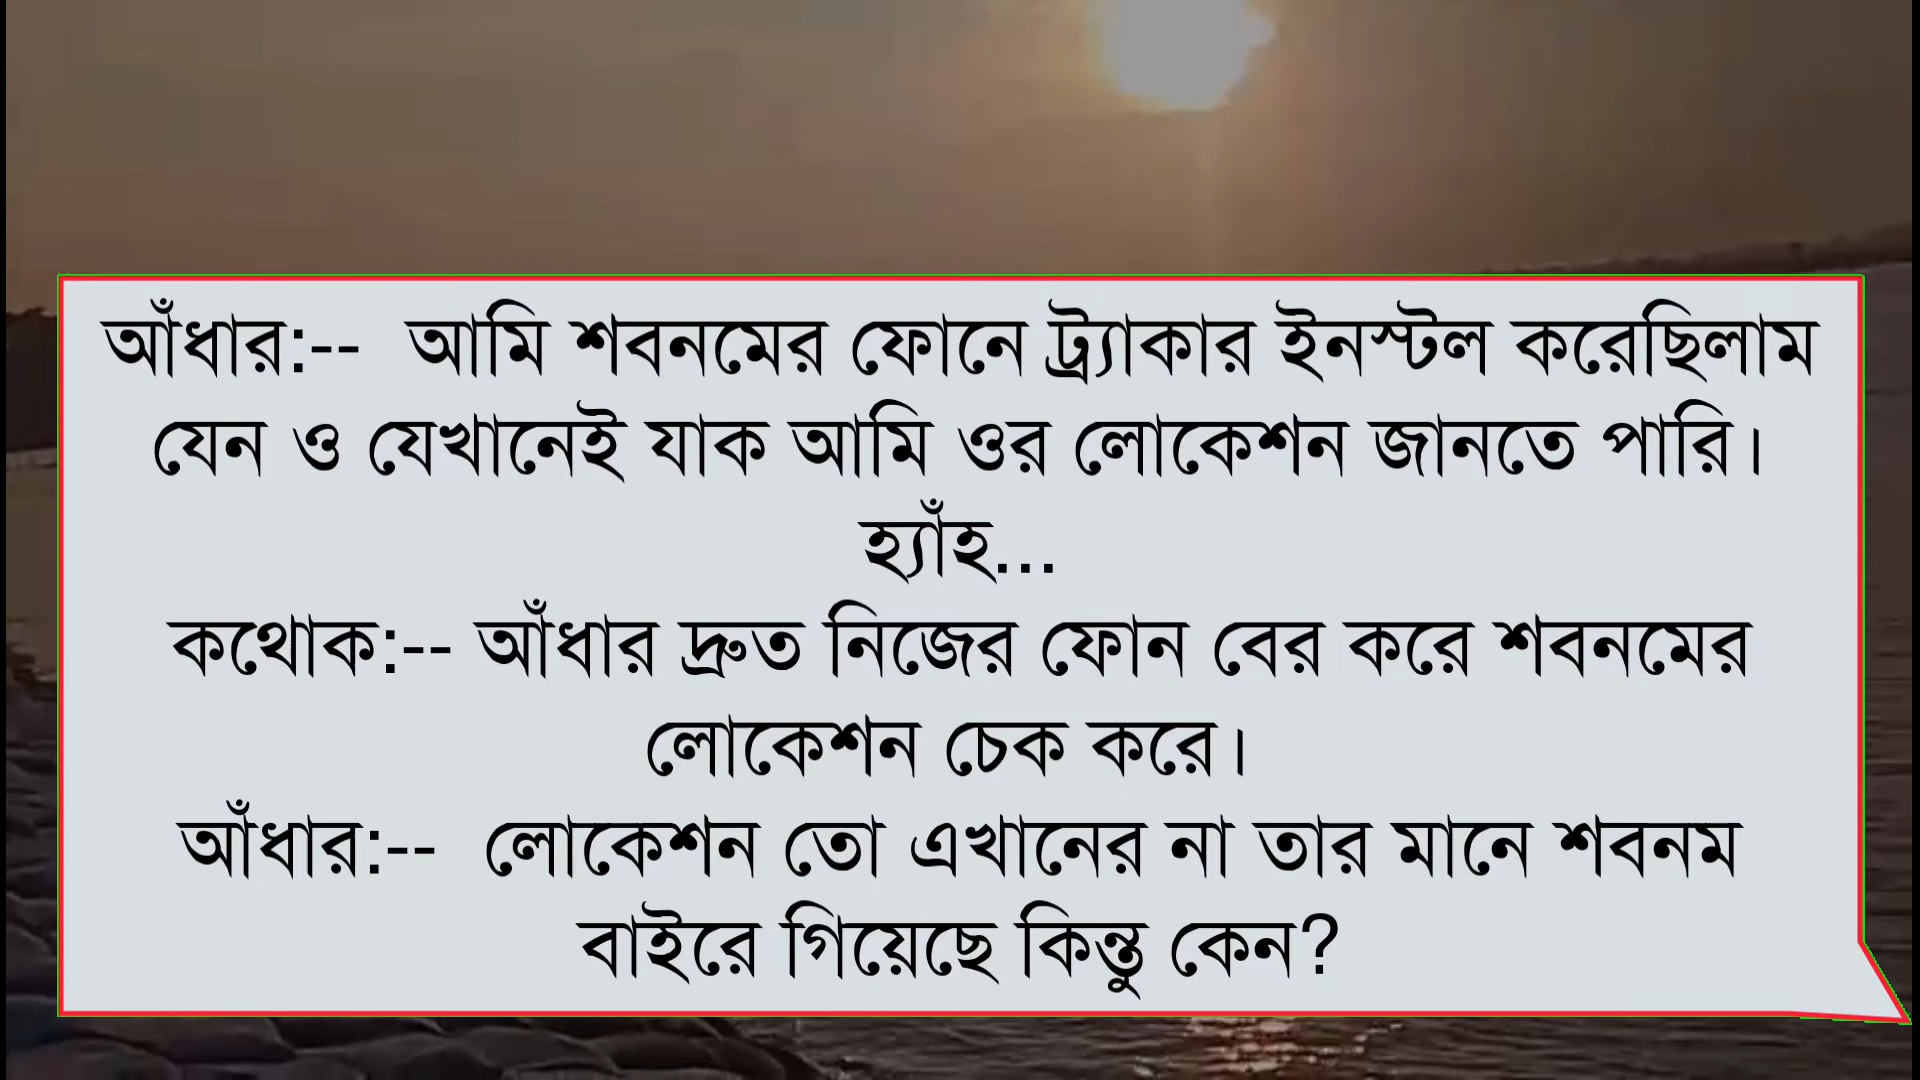 আঁধার:--  আমি শবনমের ফোনে ট্র্যাকার ইনস্টল করেছিলাম
যেন ও যেখানেই যাক আমি ওর লোকেশন জানতে পারি।
হ্যাঁহ...
কথোক:-- আঁধার দ্রুত নিজের ফোন বের করে শবনমের
লোকেশন চেক করে।
আঁধার:--  লোকেশন তো এখানের না তার মানে শবনম
বাইরে গিয়েছে কিন্তু কেন?